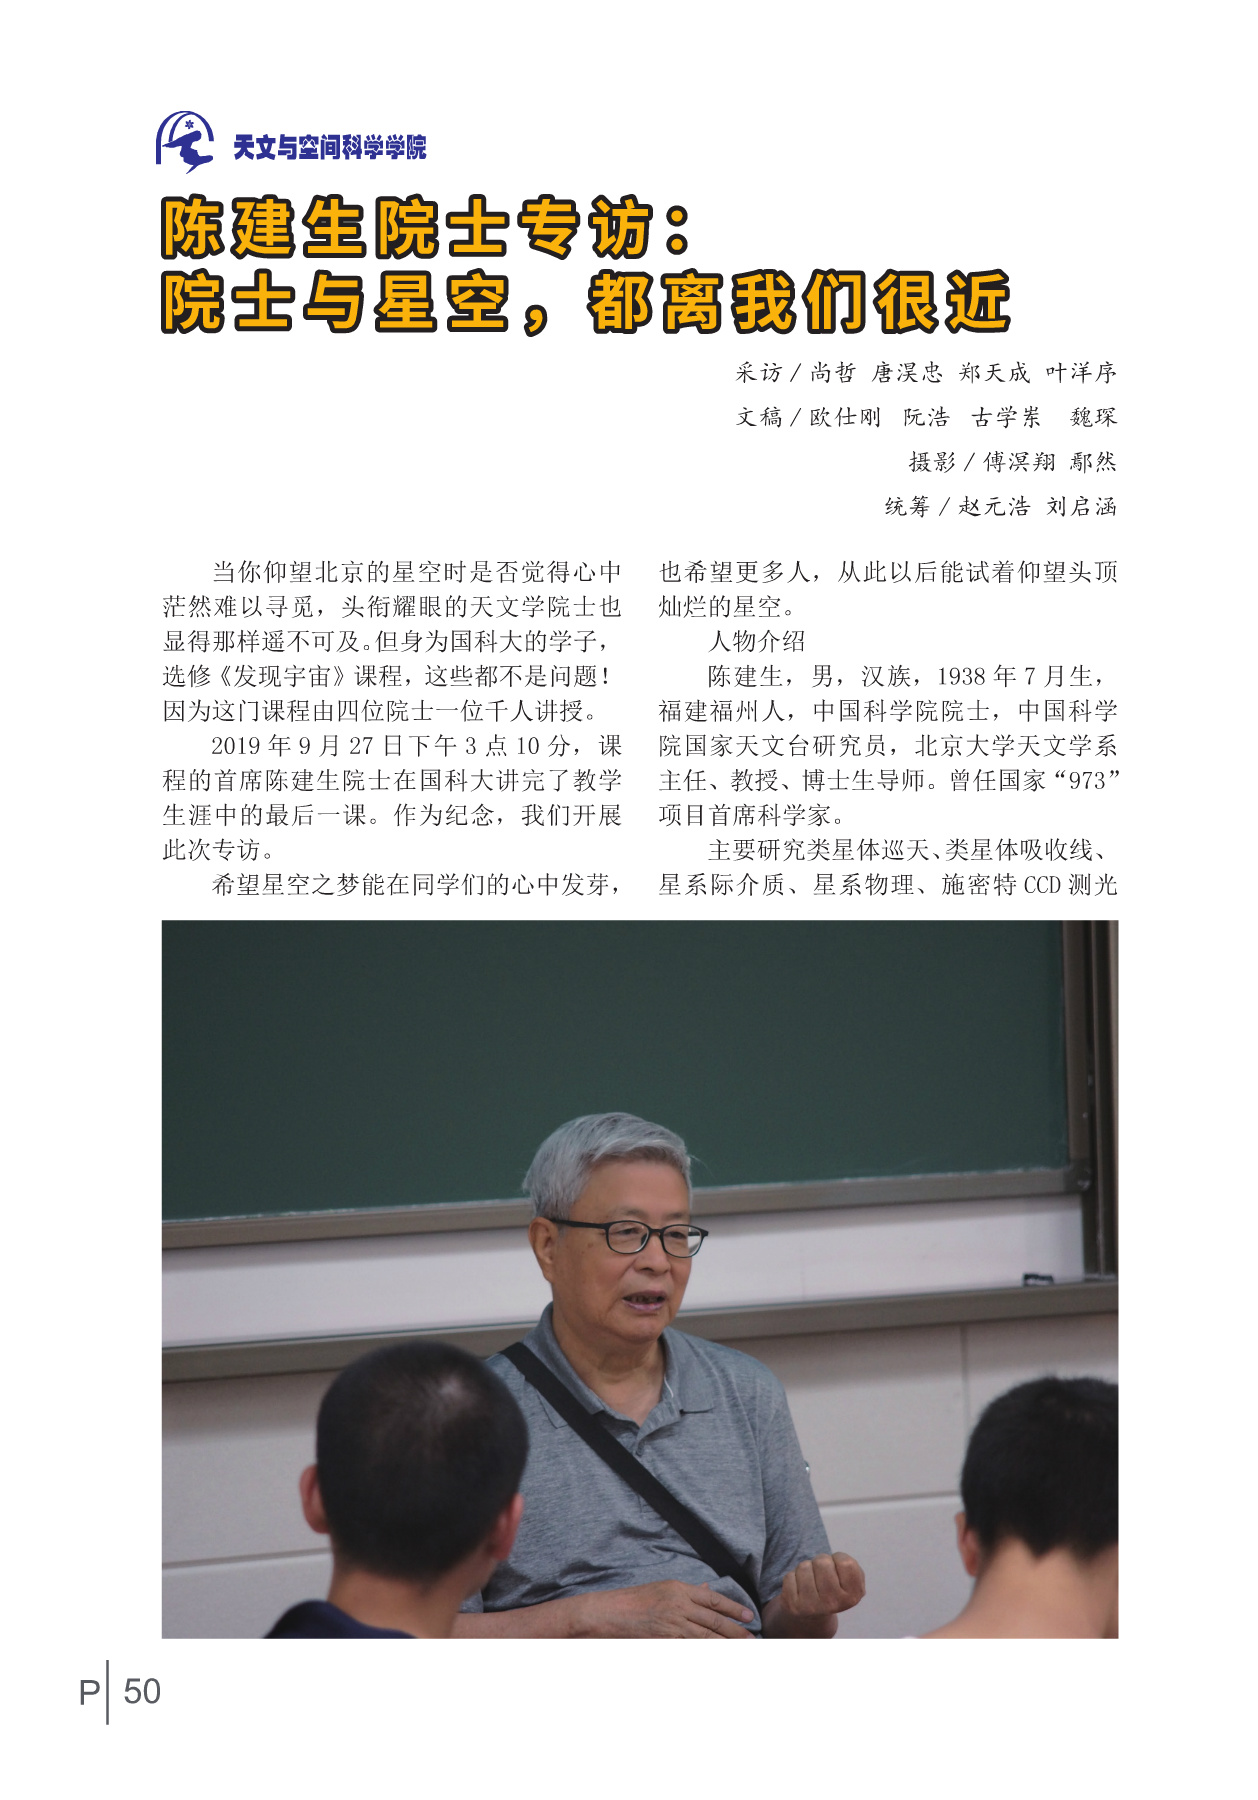 天文与空间科学学院
陈建生院士专访：
院士与星空，都离我们很近
采访/尚哲 唐淏忠 郑天成 叶洋序
文稿/欧仕刚 阮浩 古学岽 魏琛
摄影/傅溟翔 鄢然
统筹/赵元浩 刘启涵
当你仰望北京的星空时是否觉得心中
茫然难以寻觅，头衔耀眼的天文学院士也
显得那样遥不可及。但身为国科大的学子，
选修《发现宇宙》课程，这些都不是问题！
因为这门课程由四位院士一位千人讲授。
2019 年 9 月 27 日下午 3 点 10 分，课
程的首席陈建生院士在国科大讲完了教学
生涯中的最后一课。作为纪念，我们开展
此次专访。
希望星空之梦能在同学们的心中发芽，
也希望更多人，从此以后能试着仰望头顶
灿烂的星空。
人物介绍
陈建生，男，汉族，1938 年 7 月生，
福建福州人，中国科学院院士，中国科学
院国家天文台研究员，北京大学天文学系
主任、教授、博士生导师。曾任国家“973”
项目首席科学家。
主要研究类星体巡天、类星体吸收线、
星系际介质、星系物理、施密特 CCD 测光
P 50